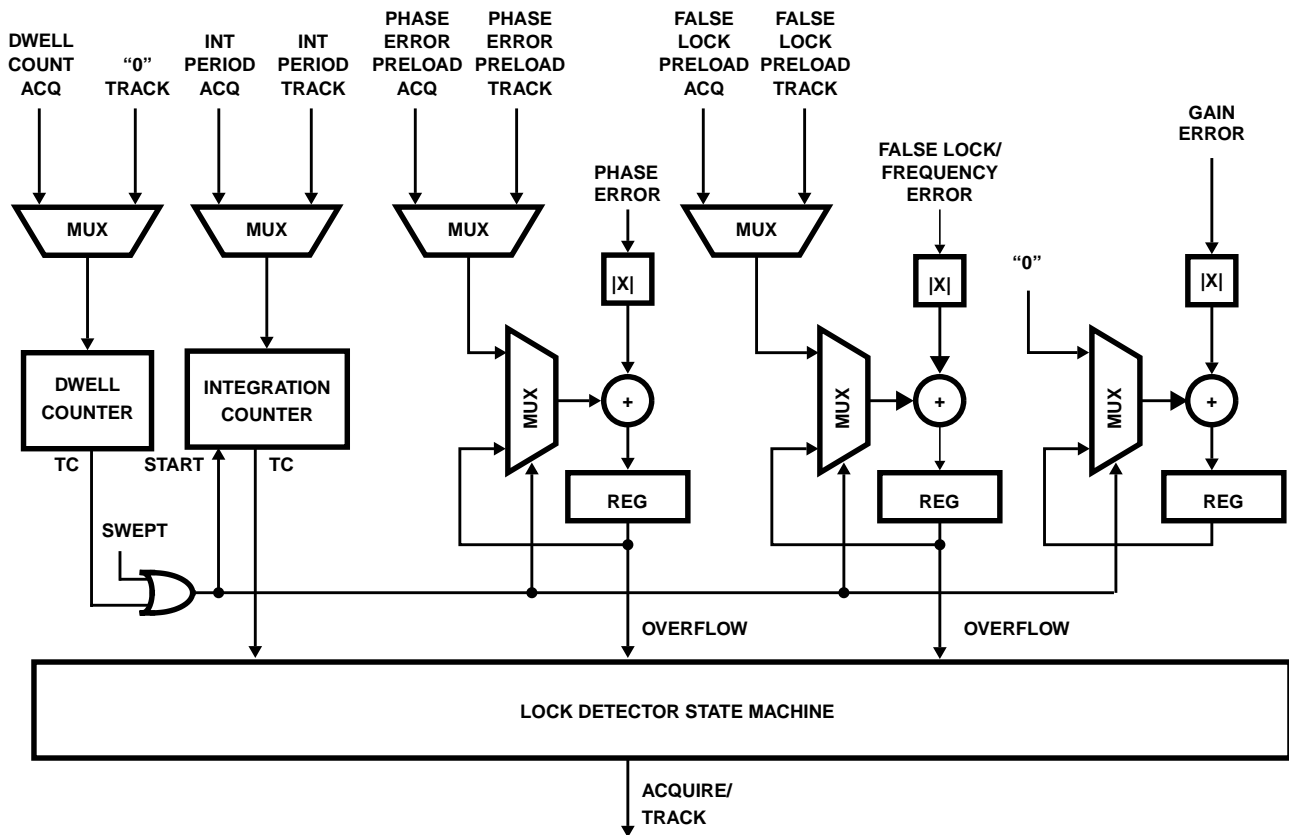 DWELL
COUNT
ACQ
“0”
TRACK
INT
PERIOD
ACQ
INT
PERIOD
TRACK
PHASE
ERROR
PRELOAD
ACQ
PHASE
ERROR
PRELOAD
TRACK
FALSE
LOCK
PRELOAD
ACQ
FALSE
LOCK
PRELOAD
TRACK
GAIN
ERROR
PHASE
ERROR
FALSE LOCK/
FREQUENCY
ERROR
MUX
MUX
MUX
MUX
|X|
|X|
“0”
|X|
DWELL
COUNTER
INTEGRATION
COUNTER
MUX
+
MUX
+
MUX
+
TC
START
TC
REG
REG
REG
SWEPT
OVERFLOW
OVERFLOW
LOCK DETECTOR STATE MACHINE
ACQUIRE/
TRACK